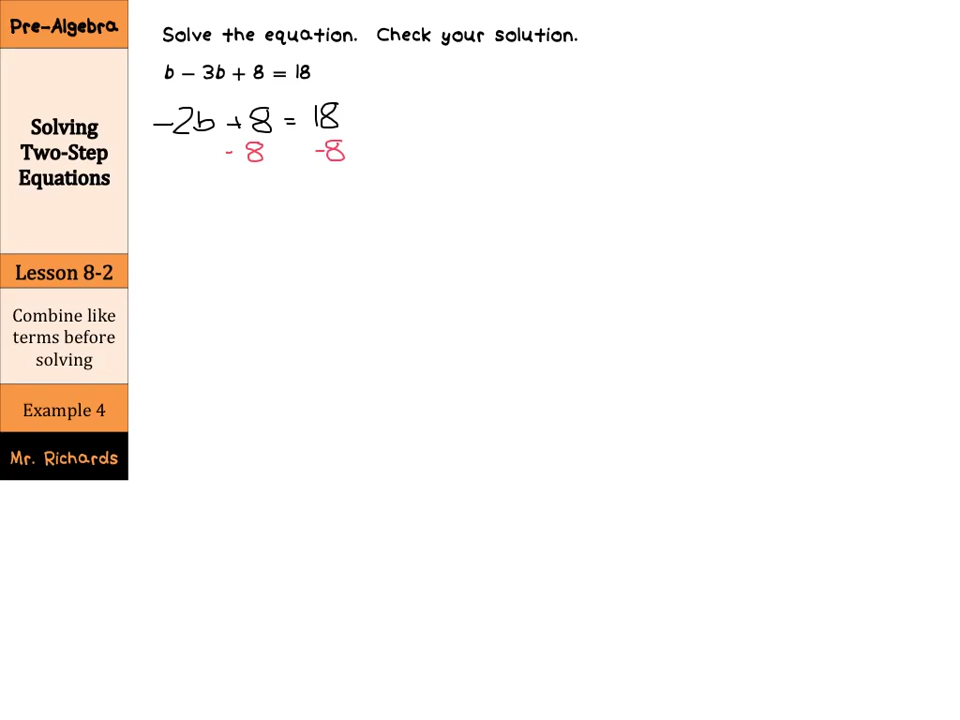 Pre-Algebra
Solving
Two-Step
Equations
Lesson 8-2
Combine like
terms before
solving
Example 4
Mr. Richards
Solve the equation. Check your solution.
b − 3b + 8 = 18
−2b + 8 = 18
- 8 -8